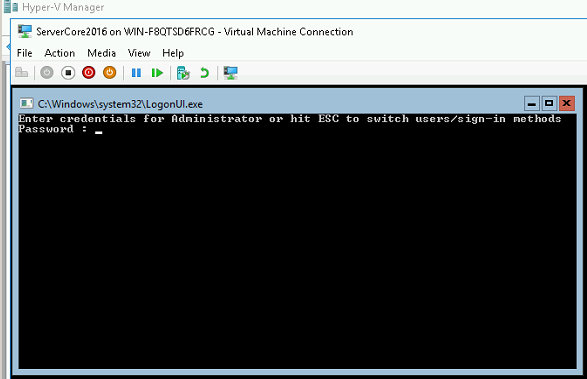 Hyper-V Manager
ServerCore2016 on WIN-F8QTSD6FRCG - Virtual Machine Connection
File Action Media View Help
C:\Windows\system32\LogonUI.exe
Enter credentials for Administrator or hit ESC to switch users/sign-in methods
Password : _